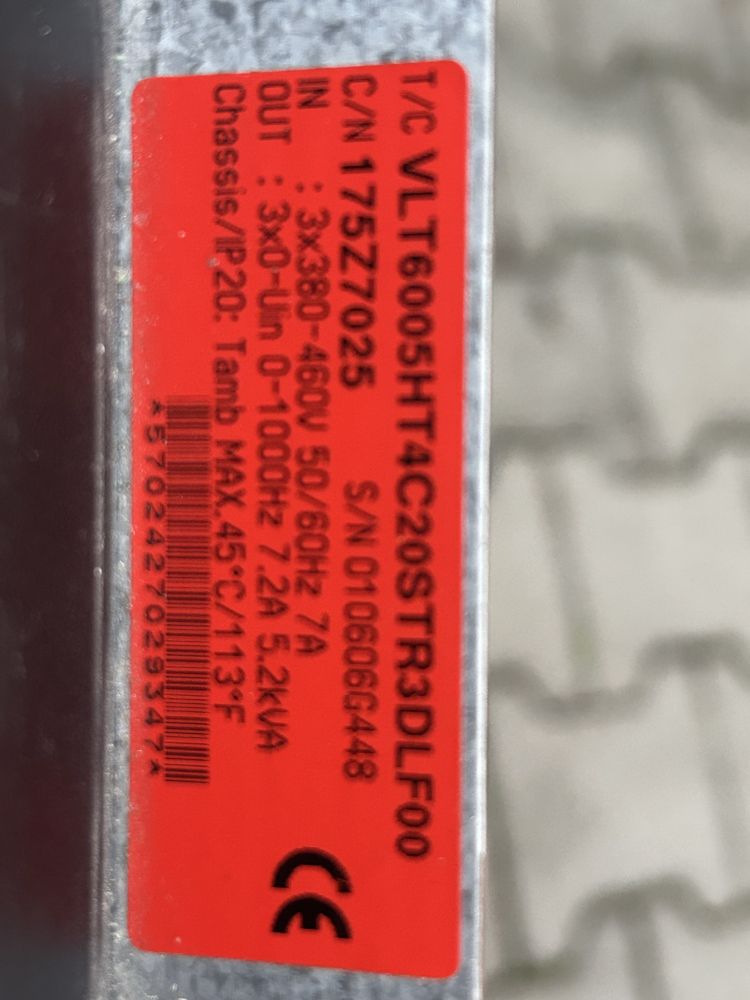 T/C VLT6005HT4C20STR3DLF00
C/N 175Z7025 S/N 010606G448
IN : 3x380-460V 50/60Hz 7A
OUT : 3x0-Uin 0-1000Hz 7.2A 5.2kVA
Chassis/IP20: Tamb MAX.45°C/113°F
*5702427029347*
CE